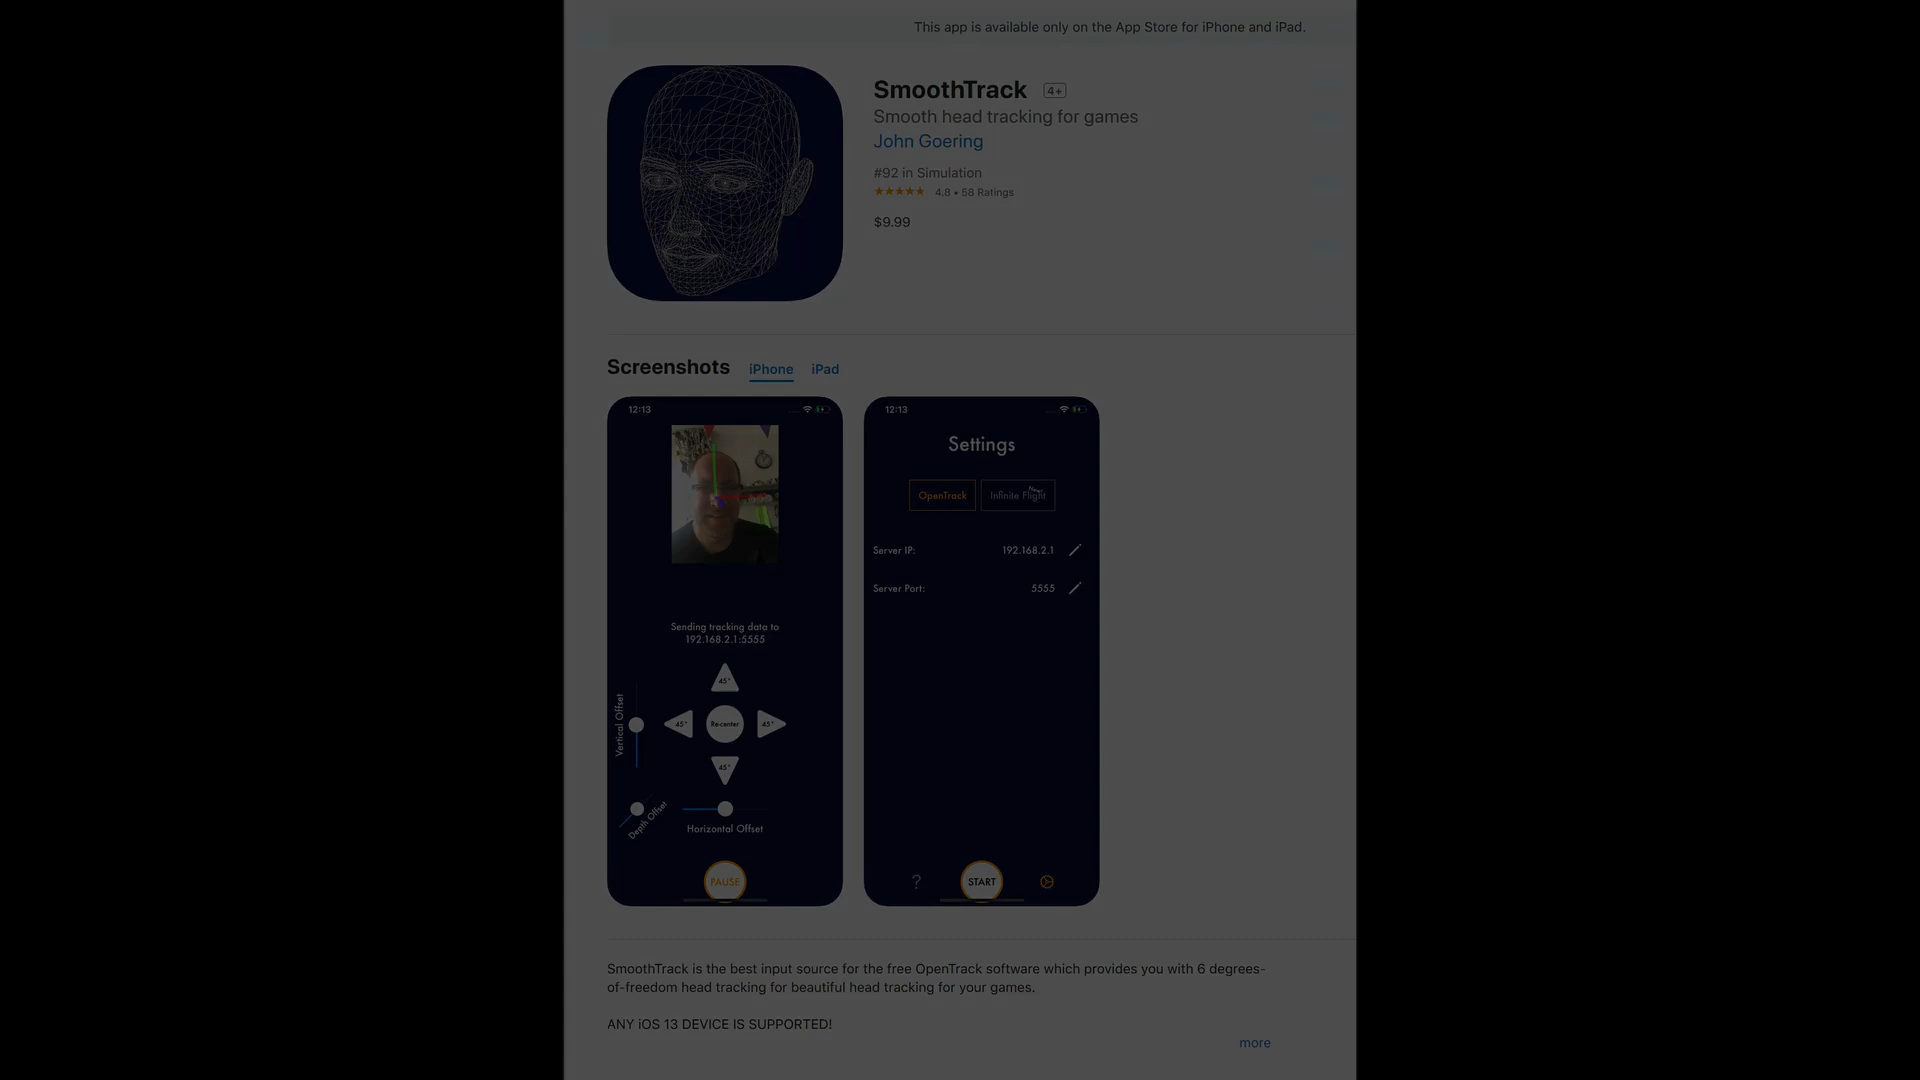 This app is available only on the App Store for iPhone and iPad.
SmoothTrack 4+
Smooth head tracking for games
John Goering
#92 in Simulation
★★★★★ 4.8 • 58 Ratings
$9.99
Screenshots iPhone iPad
12:13
Sending tracking data to
192.168.2.1:5555
45°
45° Re-center 45°
45°
Vertical Offset
Depth Offset
Horizontal Offset
PAUSE
12:13
Settings
OpenTrack Infinite Flight New!
Server IP: 192.168.2.1
Server Port: 5555
? START
SmoothTrack is the best input source for the free OpenTrack software which provides you with 6 degrees-
of-freedom head tracking for beautiful head tracking for your games.
ANY iOS 13 DEVICE IS SUPPORTED!
more